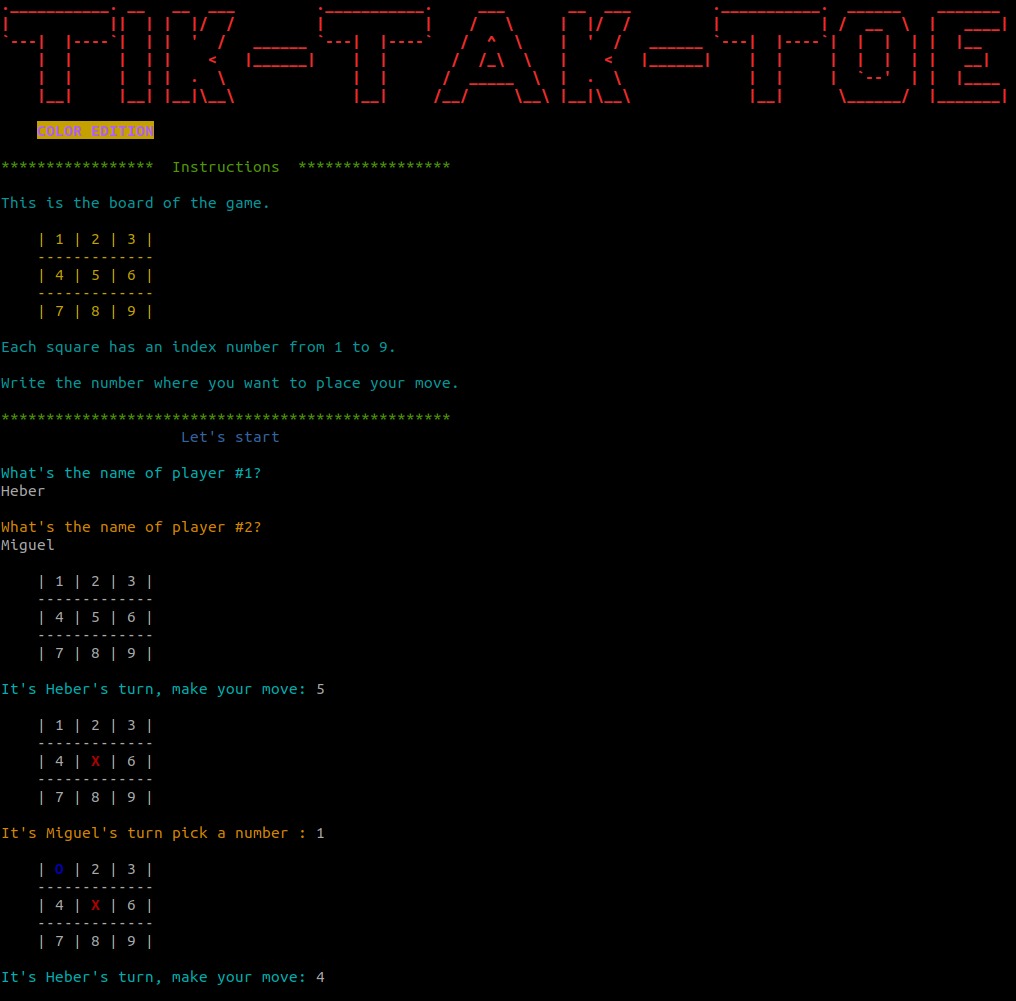 TIK-TAK-TOE
COLOR EDITION
***************** Instructions *****************
This is the board of the game.
| 1 | 2 | 3 |
-------------
| 4 | 5 | 6 |
-------------
| 7 | 8 | 9 |
Each square has an index number from 1 to 9.
Write the number where you want to place your move.
**************************************************
Let's start
What's the name of player #1?
Heber
What's the name of player #2?
Miguel
| 1 | 2 | 3 |
-------------
| 4 | 5 | 6 |
-------------
| 7 | 8 | 9 |
It's Heber's turn, make your move: 5
| 1 | 2 | 3 |
-------------
| 4 | X | 6 |
-------------
| 7 | 8 | 9 |
It's Miguel's turn pick a number : 1
| O | 2 | 3 |
-------------
| 4 | X | 6 |
-------------
| 7 | 8 | 9 |
It's Heber's turn, make your move: 4